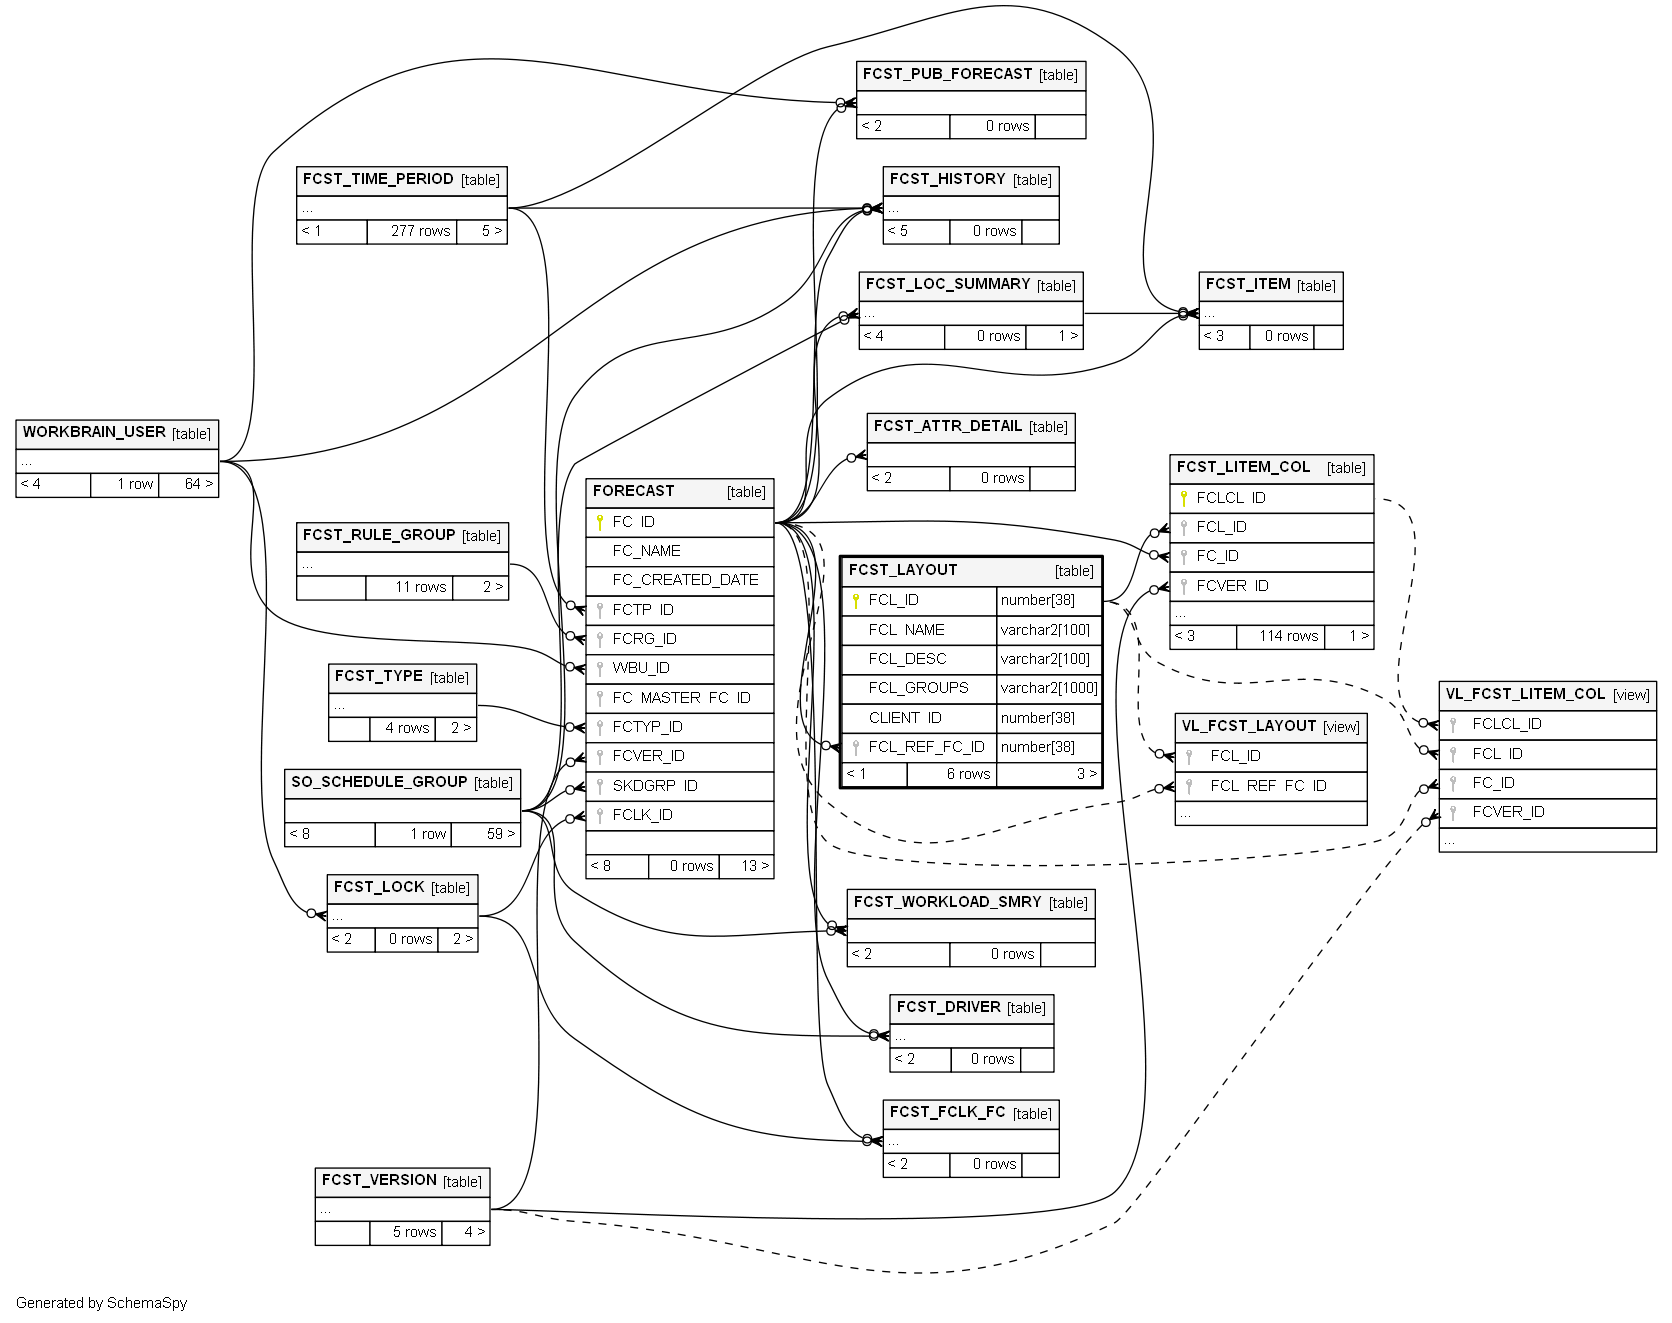 FCST_PUB_FORECAST [table]
< 2 0 rows
FCST_TIME_PERIOD [table]
...
< 1 277 rows 5 >
FCST_HISTORY [table]
...
< 5 0 rows
FCST_LOC_SUMMARY [table]
...
< 4 0 rows 1 >
FCST_ITEM [table]
...
< 3 0 rows
WORKBRAIN_USER [table]
...
< 4 1 row 64 >
FCST_ATTR_DETAIL [table]
< 2 0 rows
FCST_LITEM_COL [table]
FCLCL_ID
FCL_ID
FC_ID
FCVER_ID
...
< 3 114 rows 1 >
FORECAST [table]
FC_ID
FC_NAME
FC_CREATED_DATE
FCTP_ID
FCRG_ID
WBU_ID
FC_MASTER_FC_ID
FCTYP_ID
FCVER_ID
SKDGRP_ID
FCLK_ID
< 8 0 rows 13 >
FCST_RULE_GROUP [table]
...
11 rows 2 >
FCST_LAYOUT [table]
FCL_ID number[38]
FCL_NAME varchar2[100]
FCL_DESC varchar2[100]
FCL_GROUPS varchar2[1000]
CLIENT_ID number[38]
FCL_REF_FC_ID number[38]
< 1 6 rows 3 >
FCST_TYPE [table]
...
4 rows 2 >
VL_FCST_LITEM_COL [view]
FCLCL_ID
FCL_ID
FC_ID
FCVER_ID
...
VL_FCST_LAYOUT [view]
FCL_ID
FCL_REF_FC_ID
...
SO_SCHEDULE_GROUP [table]
< 8 1 row 59 >
FCST_LOCK [table]
...
< 2 0 rows 2 >
FCST_WORKLOAD_SMRY [table]
< 2 0 rows
FCST_DRIVER [table]
...
< 2 0 rows
FCST_FCLK_FC [table]
...
< 2 0 rows
FCST_VERSION [table]
...
5 rows 4 >
Generated by SchemaSpy